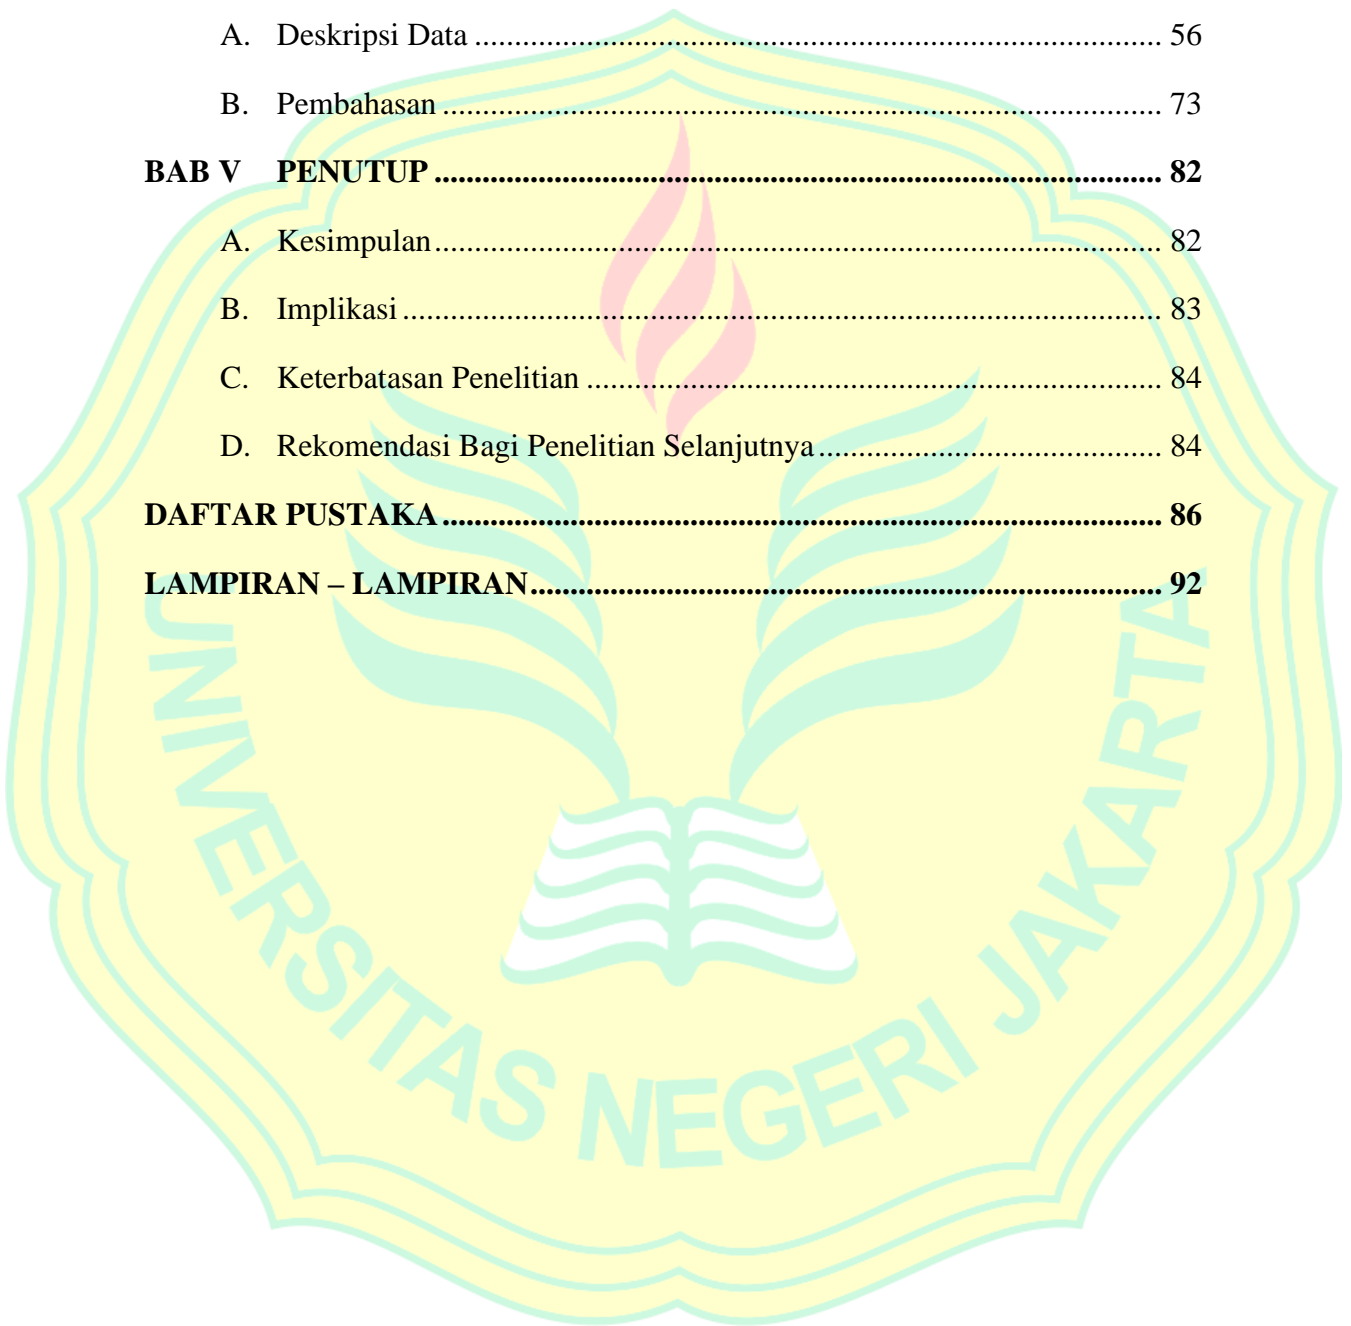 A. Deskripsi Data ..................................................................................... 56
B. Pembahasan ......................................................................................... 73
BAB V PENUTUP ......................................................................................... 82
A. Kesimpulan .......................................................................................... 82
B. Implikasi .............................................................................................. 83
C. Keterbatasan Penelitian ....................................................................... 84
D. Rekomendasi Bagi Penelitian Selanjutnya .......................................... 84
DAFTAR PUSTAKA ........................................................................................ 86
LAMPIRAN – LAMPIRAN ............................................................................. 92
UNIVERSITAS NEGERI JAKARTA